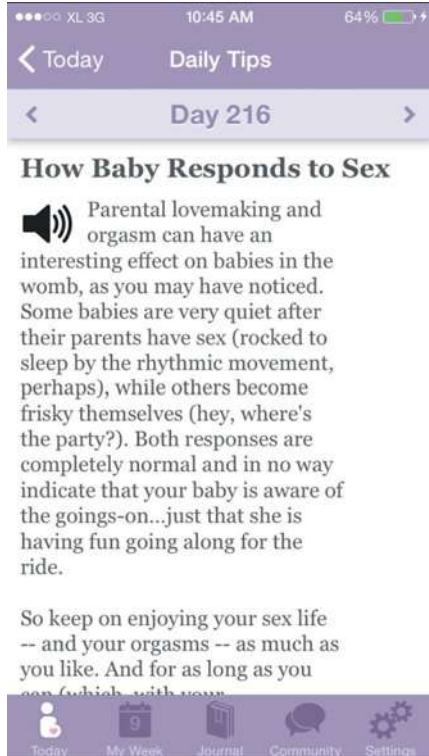 XL 3G 10:45 AM 64%
Today Daily Tips
Day 216
How Baby Responds to Sex
Parental lovemaking and
orgasm can have an
interesting effect on babies in the
womb, as you may have noticed.
Some babies are very quiet after
their parents have sex (rocked to
sleep by the rhythmic movement,
perhaps), while others become
frisky themselves (hey, where's
the party?). Both responses are
completely normal and in no way
indicate that your baby is aware of
the goings-on...just that she is
having fun going along for the
ride.
So keep on enjoying your sex life
-- and your orgasms -- as much as
you like. And for as long as you
can (which, with your
9
Today My Week Journal Community Settings